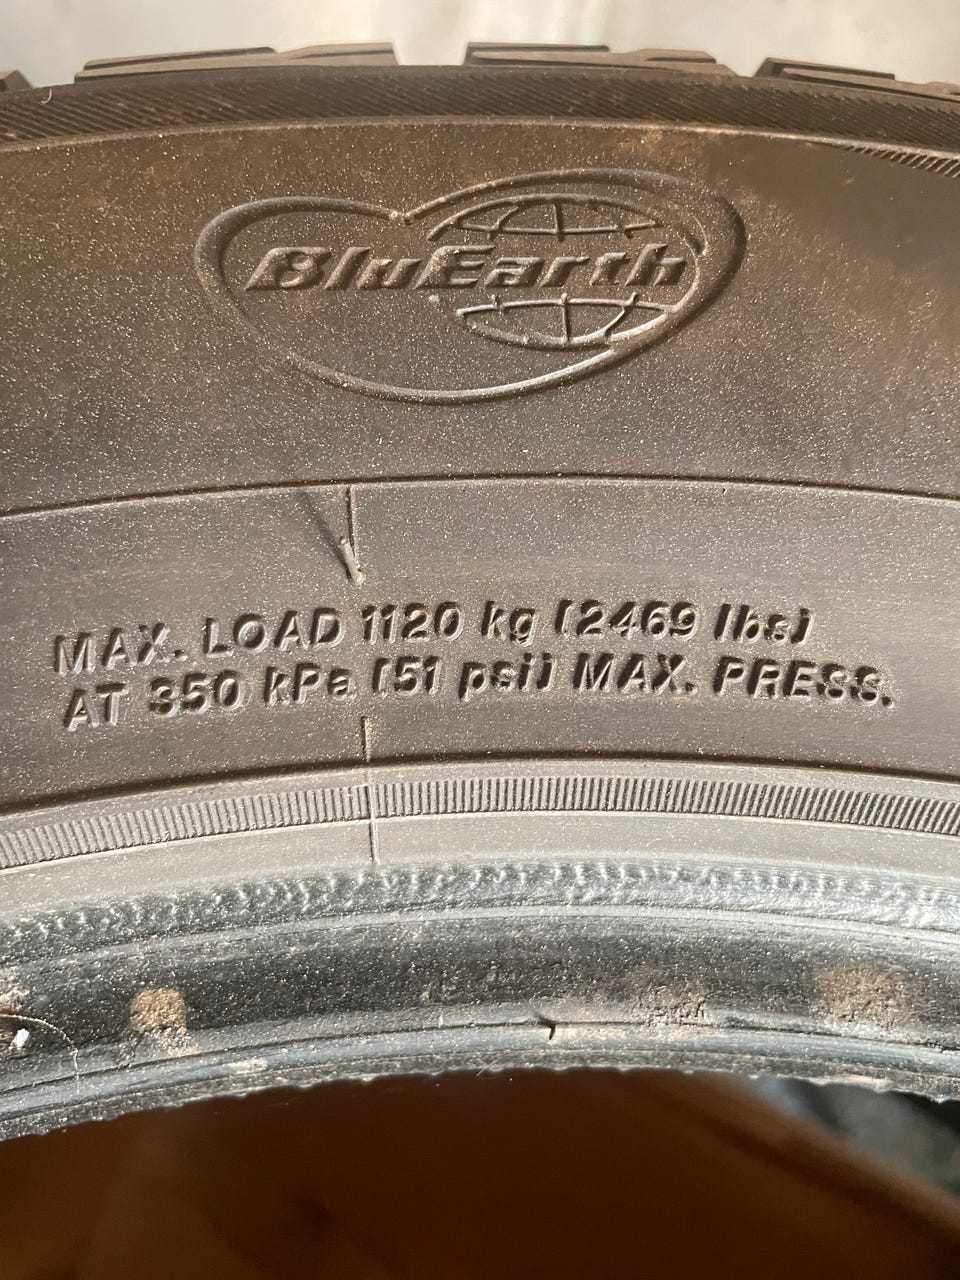 BluEarth
MAX. LOAD 1120 kg (2469 lbs)
AT 350 kPa (51 psi) MAX. PRESS.